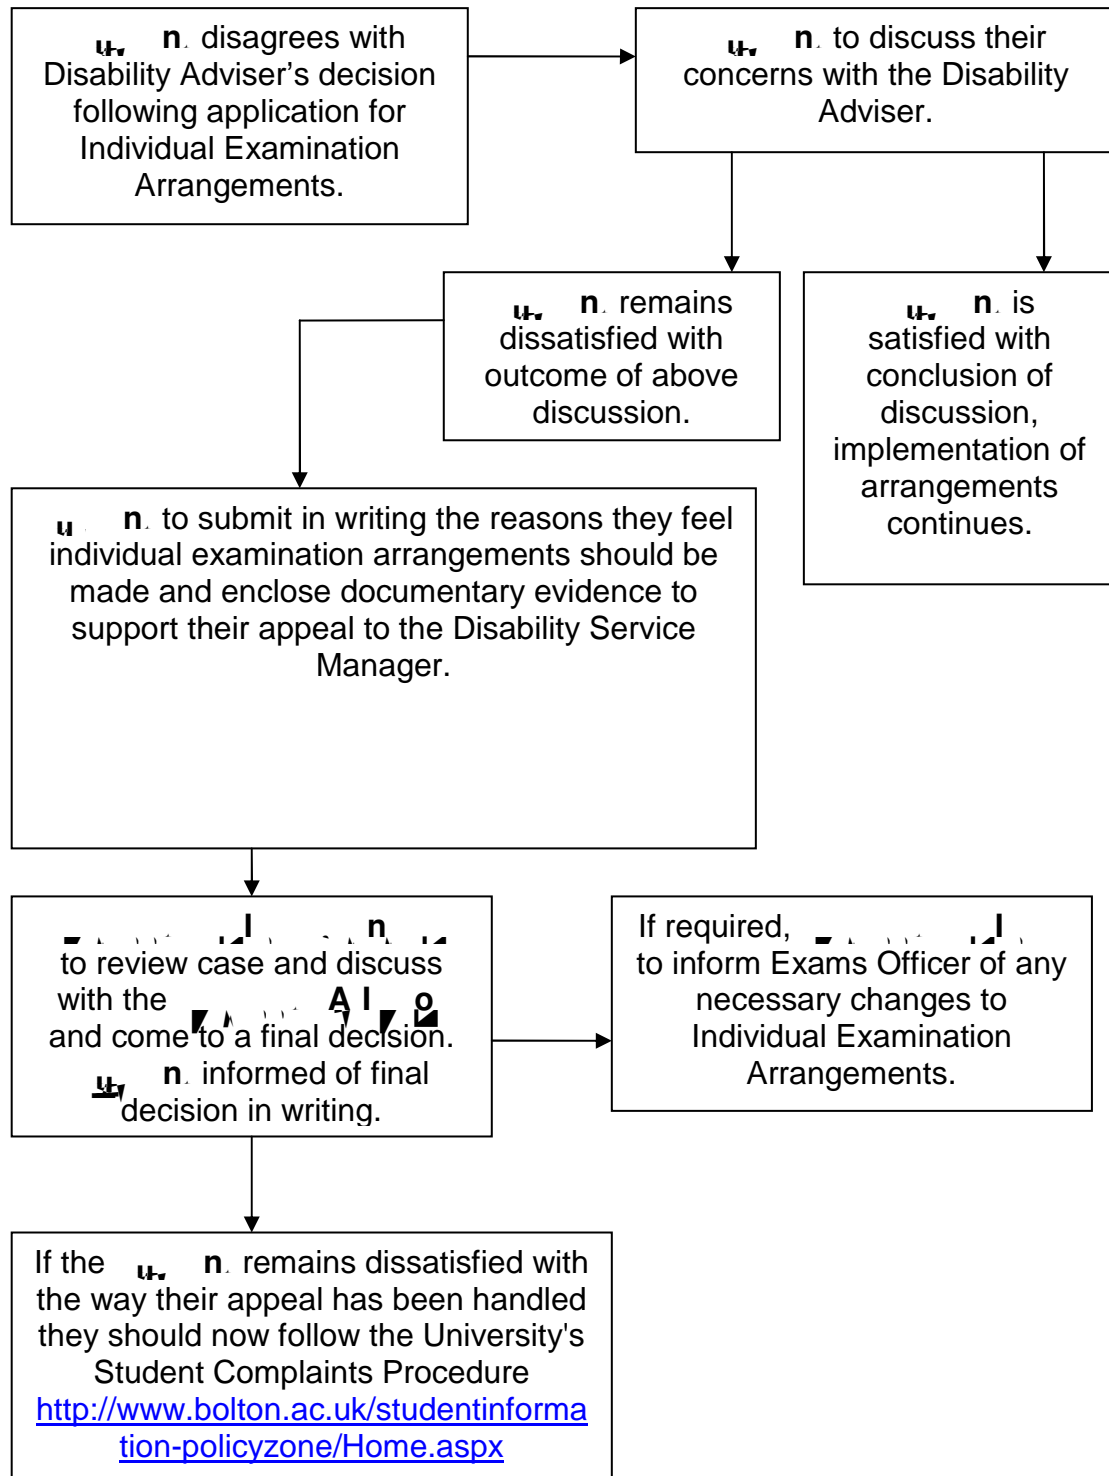 disagrees with
Disability Adviser's decision
following application for
Individual Examination
Arrangements.
to discuss their
concerns with the Disability
Adviser.
remains
dissatisfied with
outcome of above
discussion.
is
satisfied with
conclusion of
discussion,
implementation of
arrangements
continues.
to submit in writing the reasons they feel
individual examination arrangements should be
made and enclose documentary evidence to
support their appeal to the Disability Service
Manager.
to review case and discuss
with the
and come to a final decision.
informed of final
decision in writing.
If required,
to inform Exams Officer of any
necessary changes to
Individual Examination
Arrangements.
If the remains dissatisfied with
the way their appeal has been handled
they should now follow the University's
Student Complaints Procedure
http://www.bolton.ac.uk/studentinforma
tion-policyzone/Home.aspx